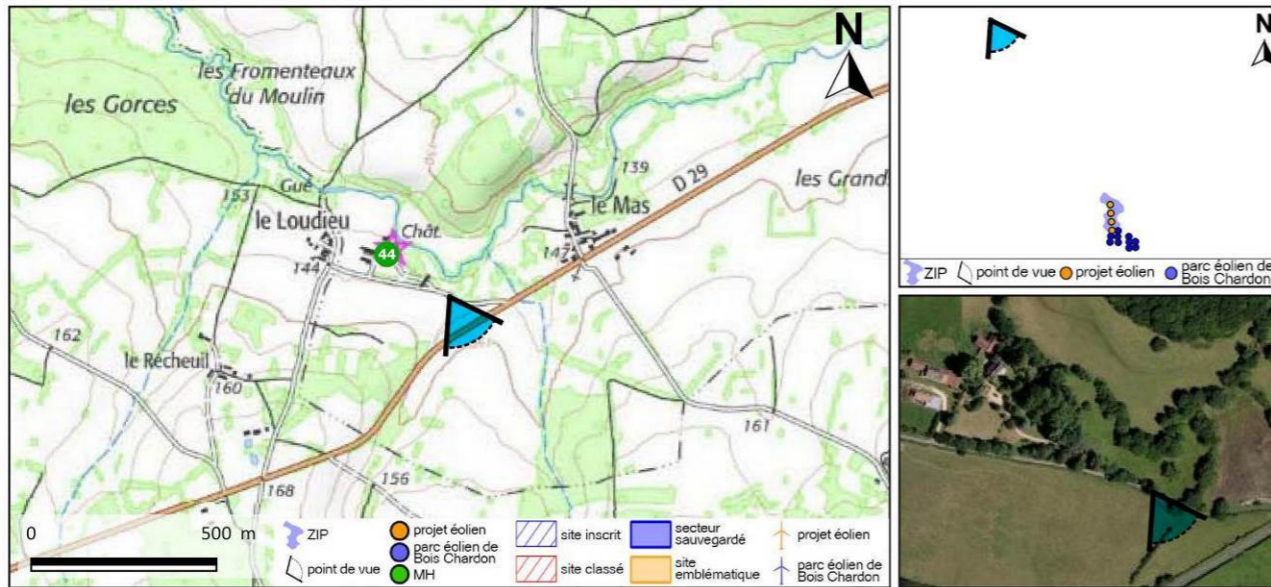 les Fromenteaux
du Moulin
les Gorces
N
139
D 29
les Grands
153
Gué
le Mas
le Loudieu
Chât.
44
147
144
162
le Récheuil
160
161
168
156
0 500 m
ZIP
point de vue
projet éolien
parc éolien de
Bois Chardon
MH
site inscrit
site classé
secteur
sauvegardé
site
emblématique
projet éolien
parc éolien de
Bois Chardon
N
ZIP
point de vue
projet éolien
parc éolien de
Bois Chardon